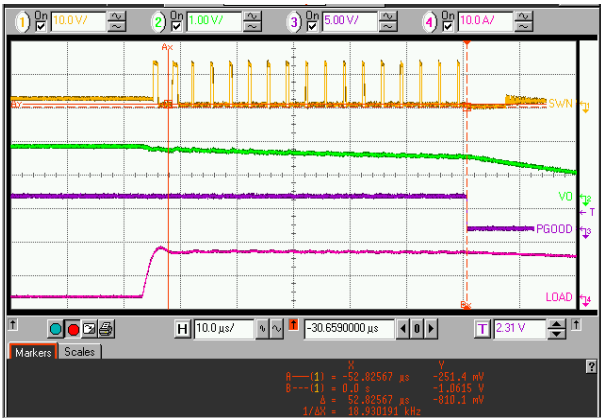 1 On 10.0 V/ 2 On 1.00 V/ 3 On 5.00 V/ 4 On 10.0 A/
Ax
SWN
VO
T
PGOOD
LOAD
Bx
H 10.0 µs/ -30.6590000 µs 0 T 2.31 V
Markers Scales
?
X Y
A——(1) = -52.82567 µs -251.4 mV
B---(1) = 0.0 s -1.0615 V
Δ = 52.82567 µs -810.1 mV
1/ΔX = 18.930191 kHz